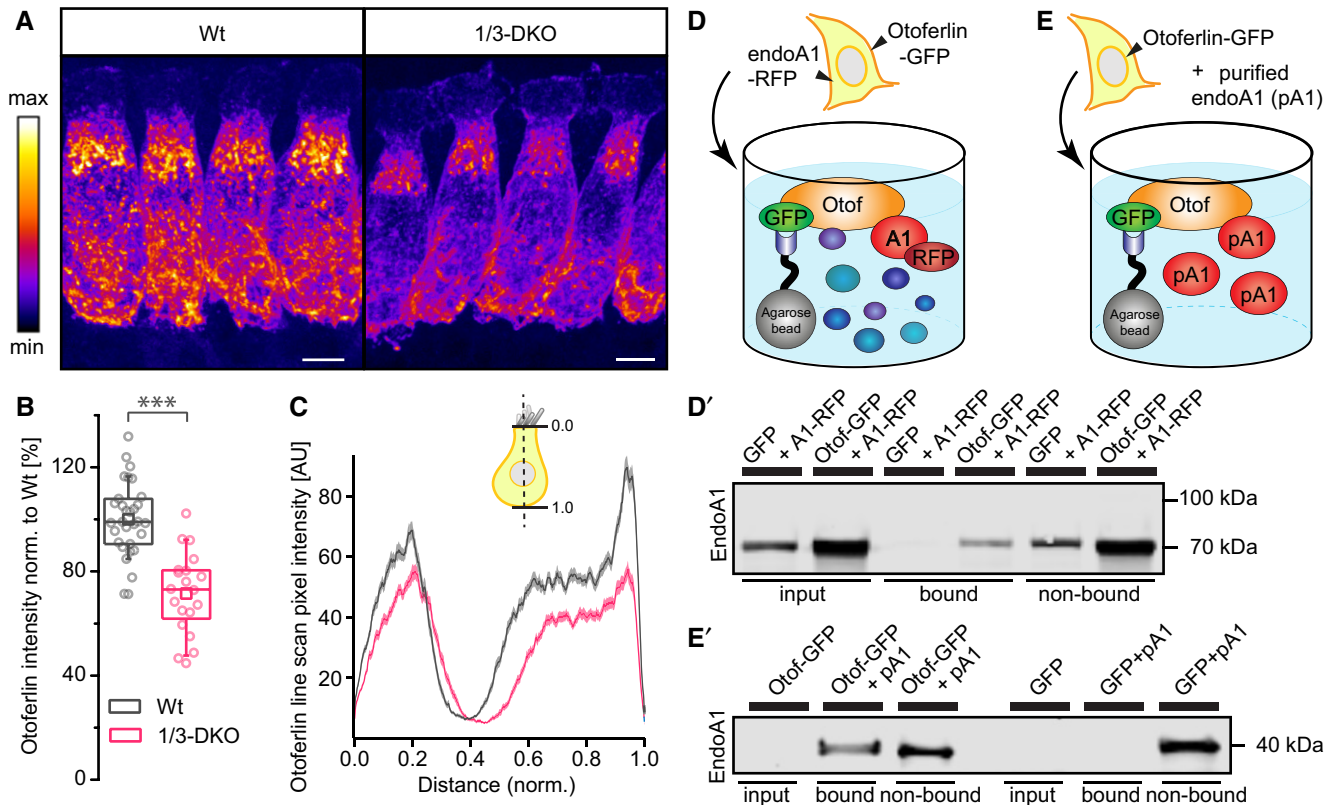 A
Wt
1/3-DKO
max
min
B
Otoferlin intensity norm. to Wt [%]
***
120
80
40
0
Wt
1/3-DKO
C
Otoferlin line scan pixel intensity [AU]
80
60
40
20
0.0
0.2
0.4
0.6
0.8
1.0
Distance (norm.)
0.0
1.0
D
endoA1
-RFP
Otoferlin
-GFP
Otof
GFP
A1
RFP
Agarose
bead
E
Otoferlin-GFP
+ purified
endoA1 (pA1)
Otof
GFP
pA1
pA1
pA1
Agarose
bead
D′
GFP
+ A1-RFP
Otof-GFP
+ A1-RFP
GFP
+ A1-RFP
Otof-GFP
+ A1-RFP
GFP
+ A1-RFP
Otof-GFP
+ A1-RFP
EndoA1
100 kDa
70 kDa
input
bound
non-bound
E′
Otof-GFP
Otof-GFP
+ pA1
Otof-GFP
+ pA1
GFP
GFP+pA1
GFP+pA1
EndoA1
40 kDa
input
bound
non-bound
input
bound
non-bound